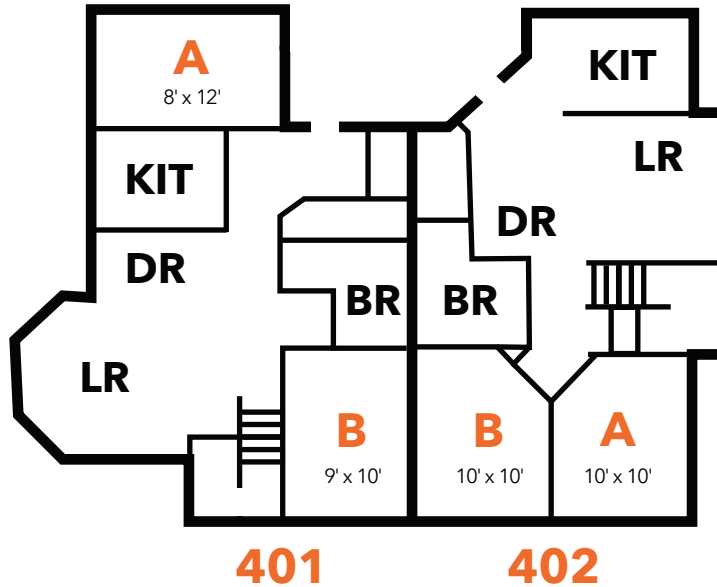 A
8' x 12'
KIT
DR
LR
BR
B
9' x 10'
401
KIT
LR
DR
BR
B
10' x 10'
A
10' x 10'
402